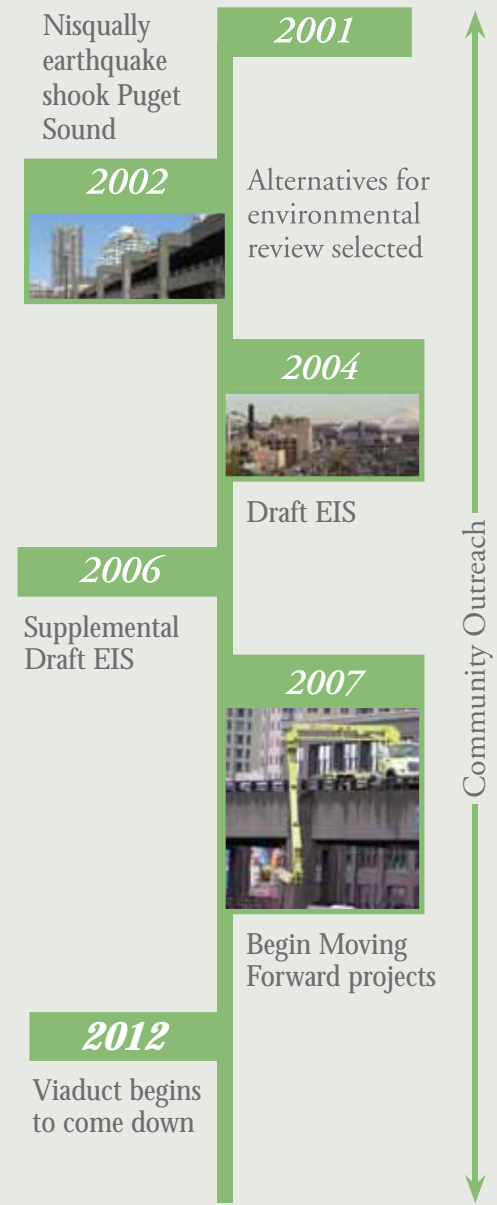 2001
Nisqually
earthquake
shook Puget
Sound
2002
Alternatives for
environmental
review selected
2004
Draft EIS
2006
Supplemental
Draft EIS
2007
Begin Moving
Forward projects
2012
Viaduct begins
to come down
Community Outreach